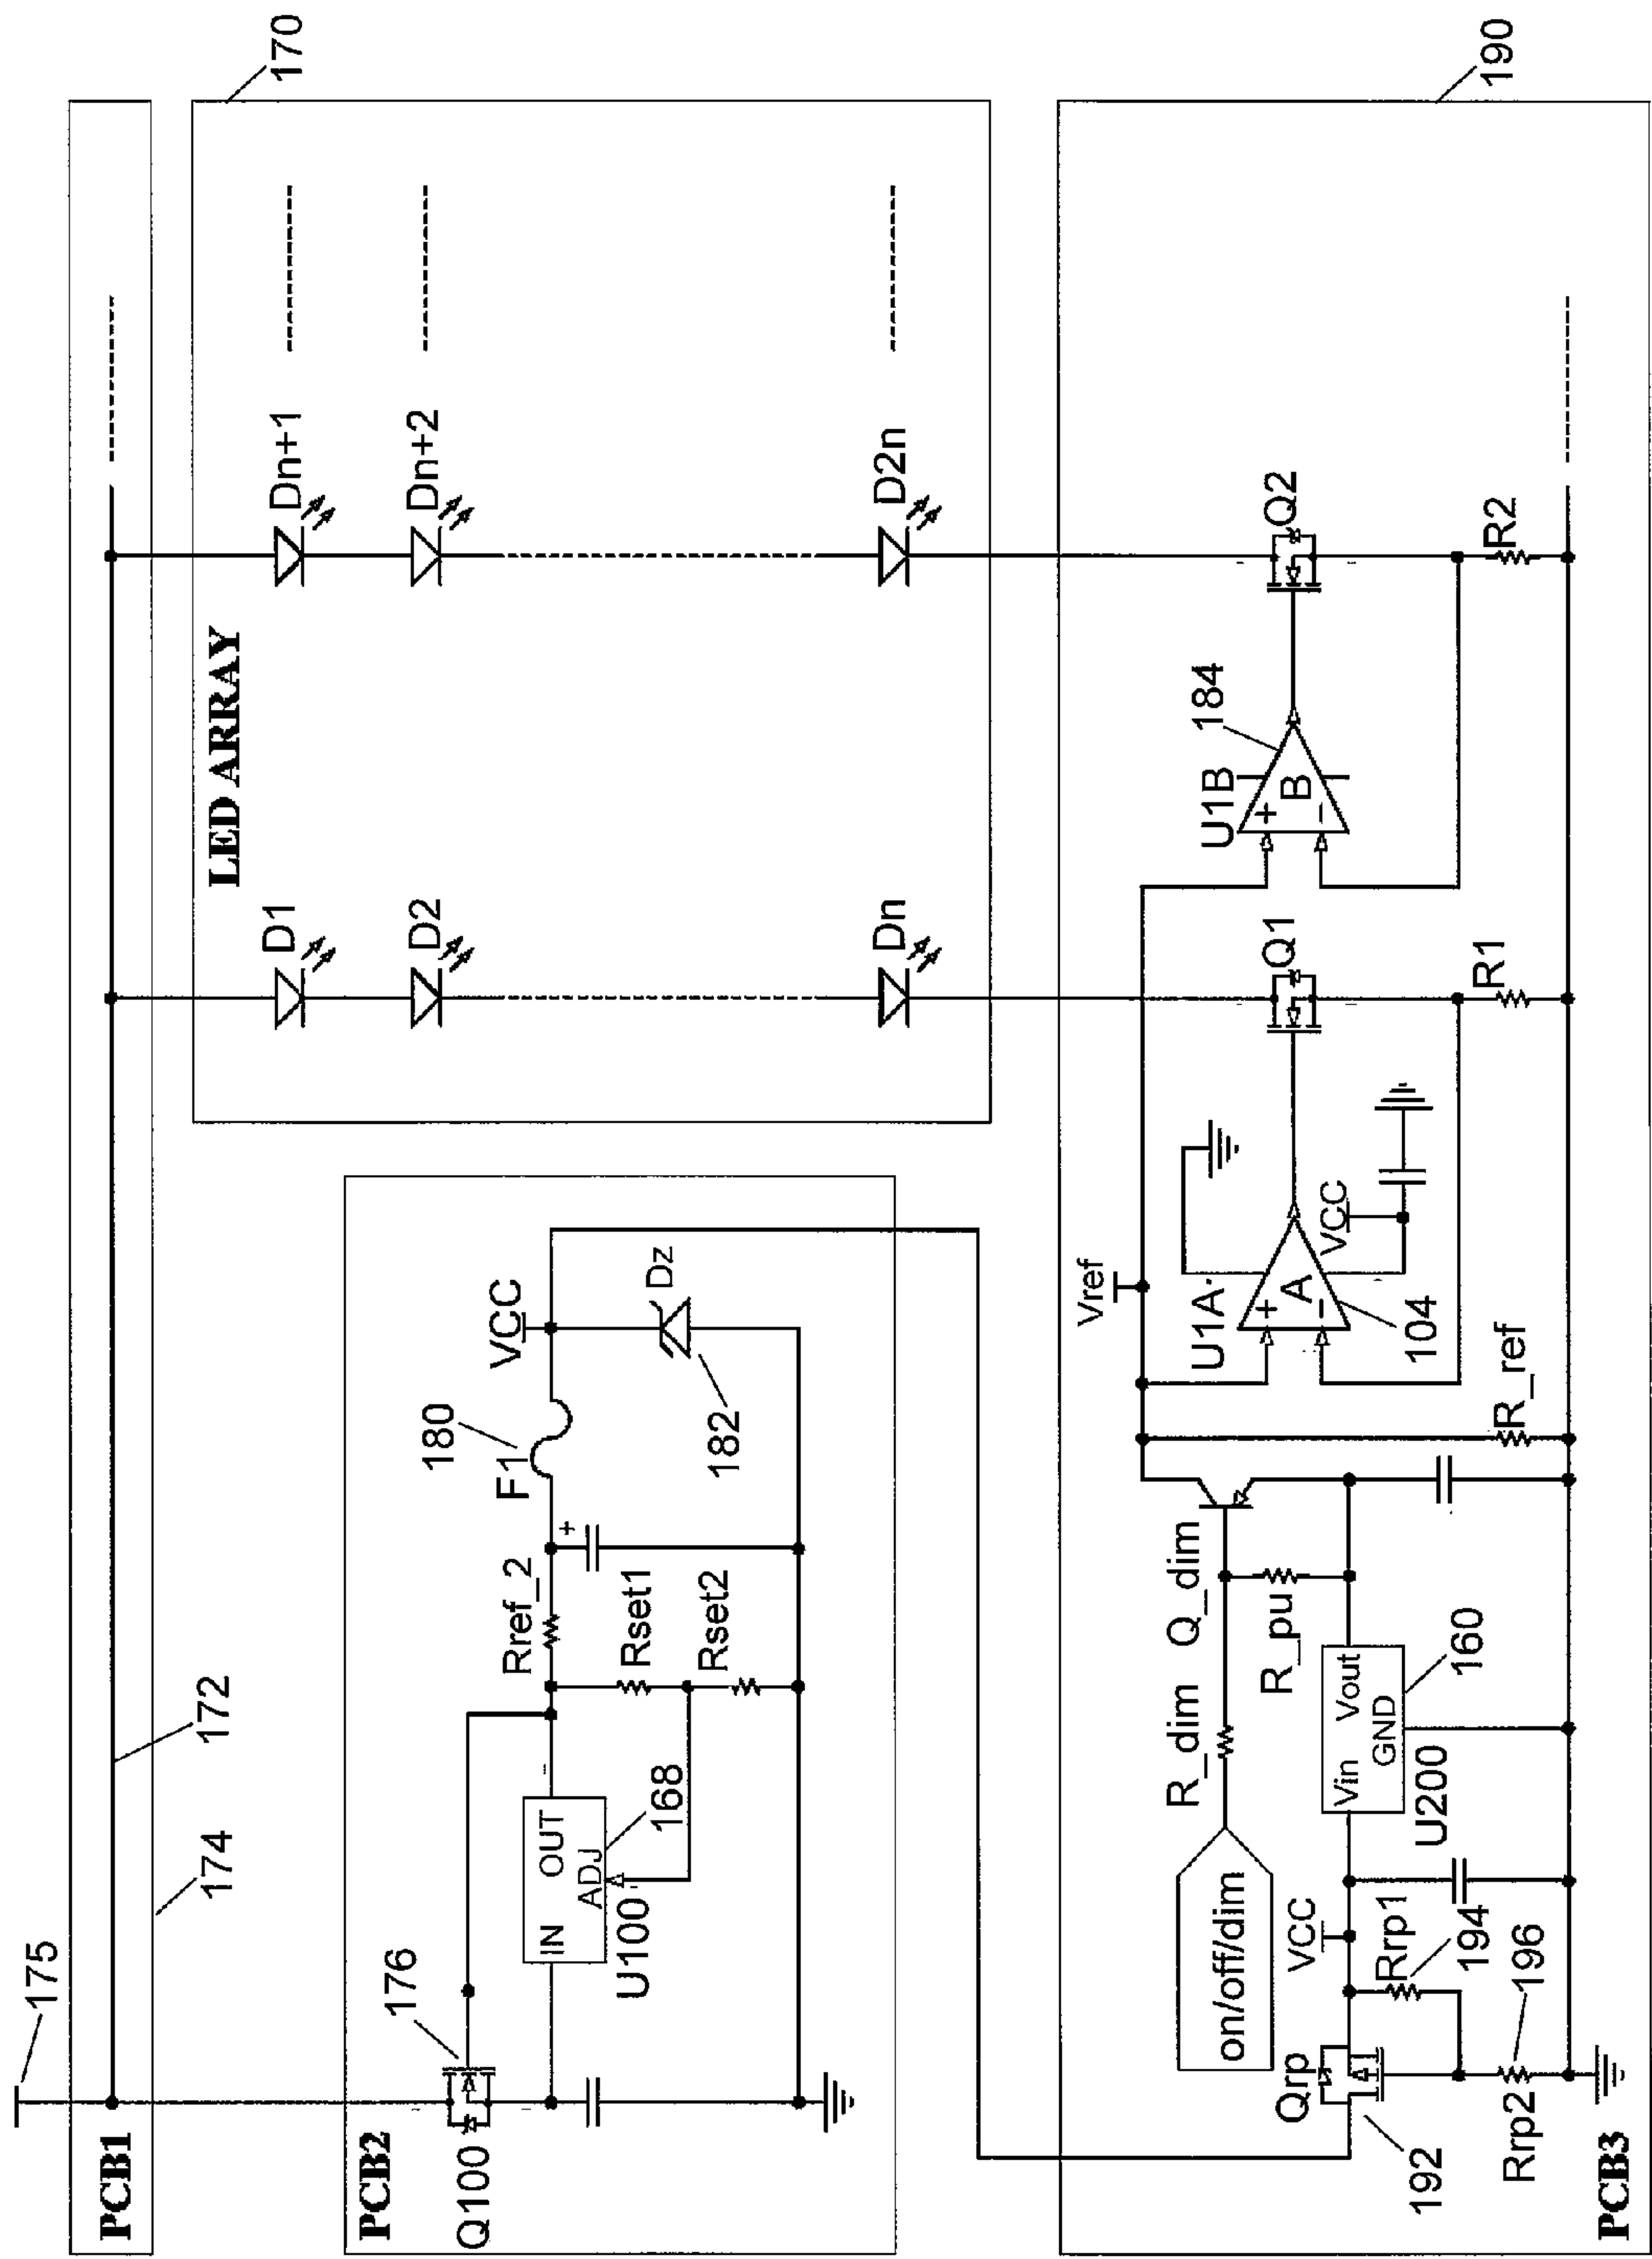 175
174
172
PCB1
170
LED ARRAY
D1
Dn+1
D2
Dn+2
Dn
D2n
PCB2
Q100
176
IN OUT
ADJ
168
U100
Rref_2
Rset1
Rset2
+
F1
180
VCC
Dz
182
190
PCB3
Qrp
192
Rrp2
196
Rrp1
194
VCC
on/off/dim
R_dim
Q_dim
R_pu
Vin Vout
GND
U200
160
Vref
R_ref
U1A
+
A
−
104
VCC
Q1
R1
U1B
184
+
B
−
Q2
R2